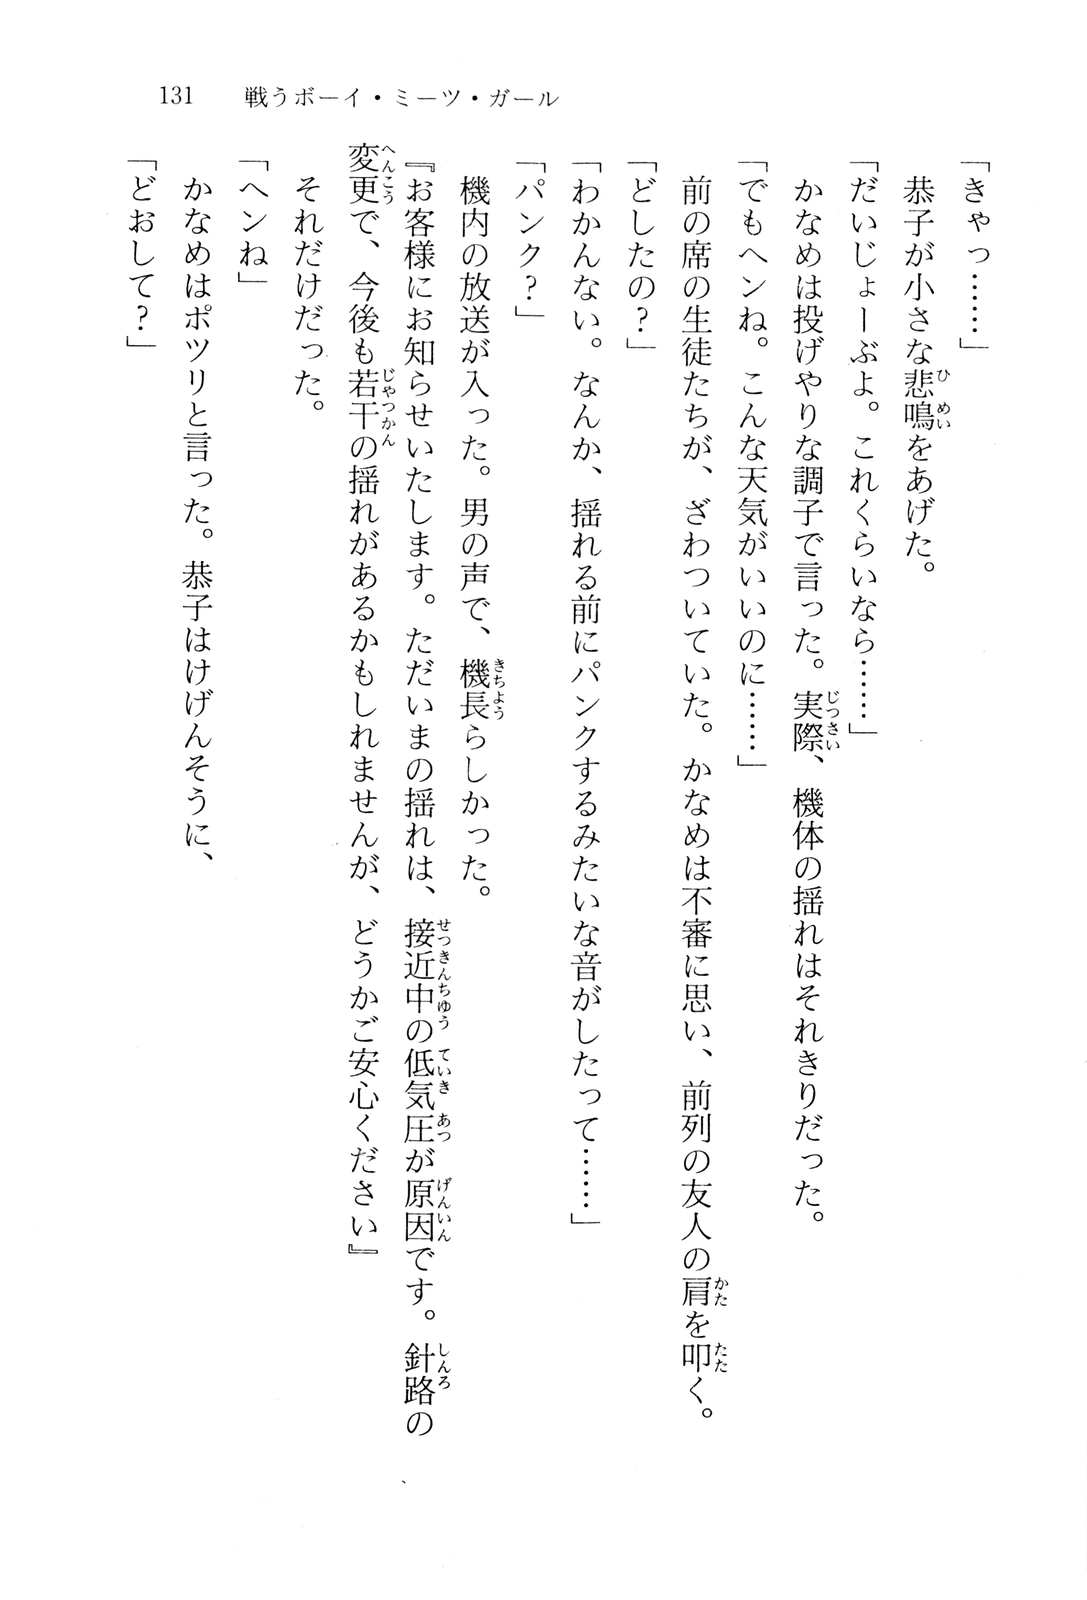 131　戦うボーイ・ミーツ・ガール
「きゃっ……」
　恭子が小さな悲鳴をあげた。
「だいじょーぶよ。これくらいなら……」
　かなめは投げやりな調子で言った。実際、機体の揺れはそれきりだった。
「でもヘンね。こんな天気がいいのに……」
　前の席の生徒たちが、ざわついていた。かなめは不審に思い、前列の友人の肩を叩く。
「どしたの？」
「わかんない。なんか、揺れる前にパンクするみたいな音がしたって……」
「パンク？」
　機内の放送が入った。男の声で、機長らしかった。
『お客様にお知らせいたします。ただいまの揺れは、接近中の低気圧が原因です。針路の
変更で、今後も若干の揺れがあるかもしれませんが、どうかご安心ください』
　それだけだった。
「ヘンね」
　かなめはポツリと言った。恭子はけげんそうに、
「どおして？」